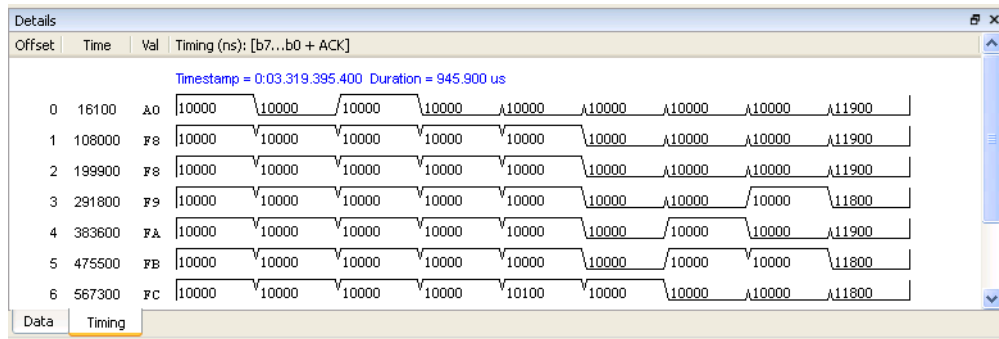 Details
Offset Time Val Timing (ns): [b7...b0 + ACK]
Timestamp = 0:03.319.395.400 Duration = 945.900 us
0 16100 A0 10000 10000 10000 10000 10000 10000 10000 10000 11900
1 108000 F8 10000 10000 10000 10000 10000 10000 10000 10000 11900
2 199900 F8 10000 10000 10000 10000 10000 10000 10000 10000 11900
3 291800 F9 10000 10000 10000 10000 10000 10000 10000 10000 11800
4 383600 FA 10000 10000 10000 10000 10000 10000 10000 10000 11900
5 475500 FB 10000 10000 10000 10000 10000 10000 10000 10000 11800
6 567300 FC 10000 10000 10000 10000 10100 10000 10000 10000 11800
Data Timing